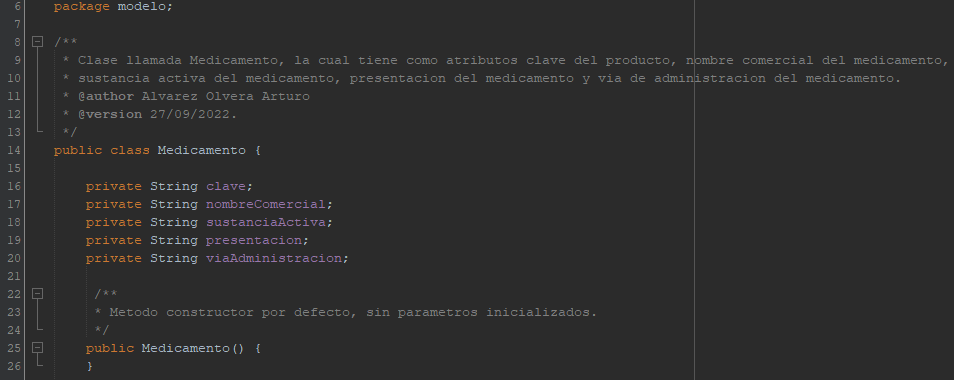 6 package modelo;
7
8 /**
9 * Clase llamada Medicamento, la cual tiene como atributos clave del producto, nombre comercial del medicamento,
10 * sustancia activa del medicamento, presentacion del medicamento y via de administracion del medicamento.
11 * @author Alvarez Olvera Arturo
12 * @version 27/09/2022.
13 */
14 public class Medicamento {
15
16 private String clave;
17 private String nombreComercial;
18 private String sustanciaActiva;
19 private String presentacion;
20 private String viaAdministracion;
21
22 /**
23 * Metodo constructor por defecto, sin parametros inicializados.
24 */
25 public Medicamento() {
26 }